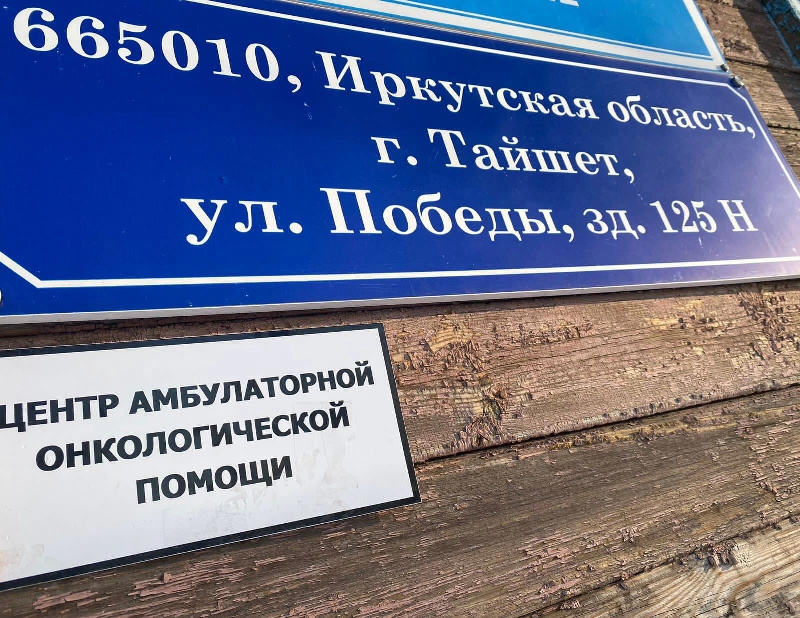 665010, Иркутская область,
г. Тайшет,
ул. Победы, зд. 125 Н
ЦЕНТР АМБУЛАТОРНОЙ
ОНКОЛОГИЧЕСКОЙ
ПОМОЩИ